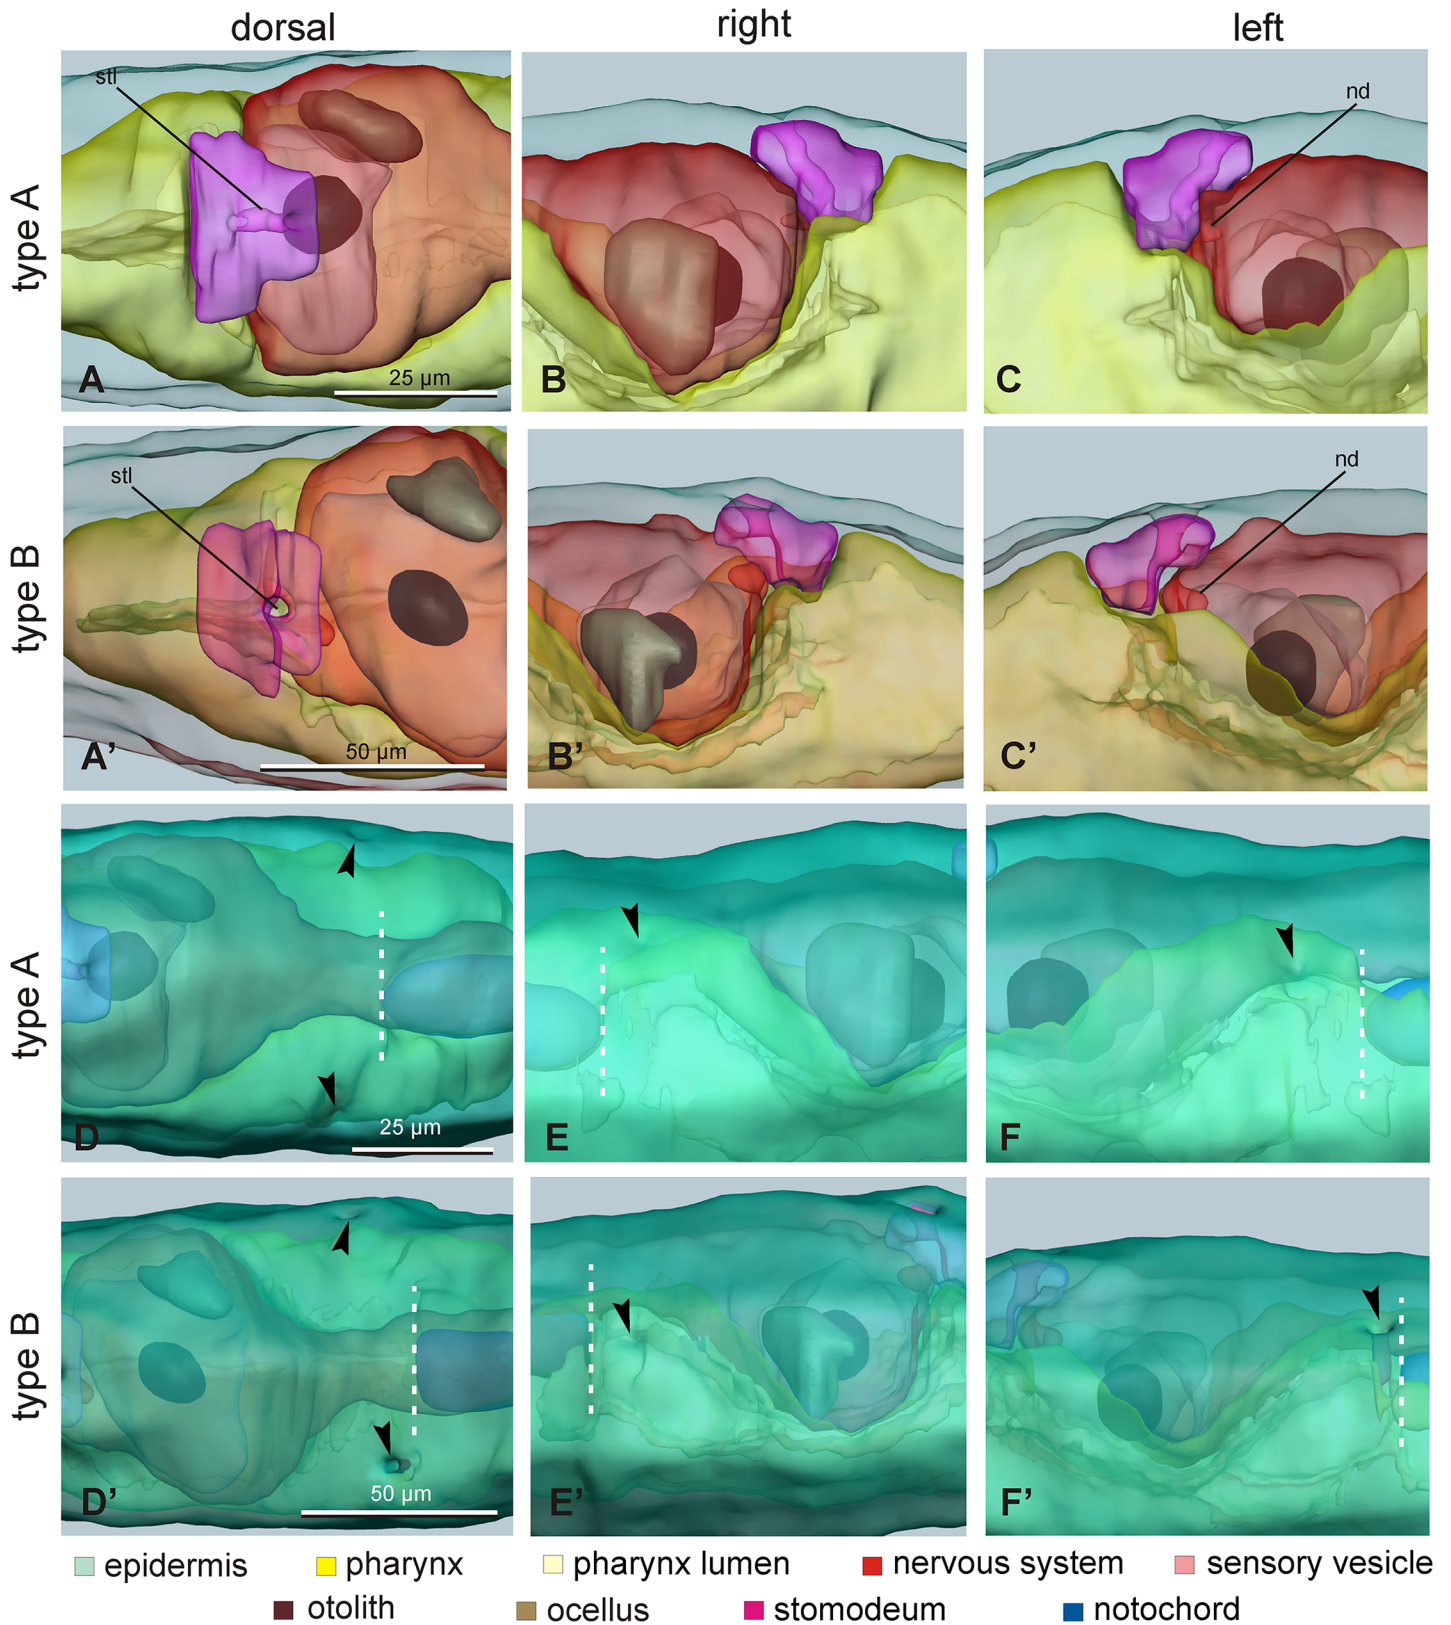 dorsal right left
type A
stl
nd
A
25 µm
B
C
type B
stl
nd
A’
50 µm
B’
C’
type A
D
25 µm
E
F
type B
D’
50 µm
E’
F’
epidermis pharynx pharynx lumen nervous system sensory vesicle
otolith ocellus stomodeum notochord